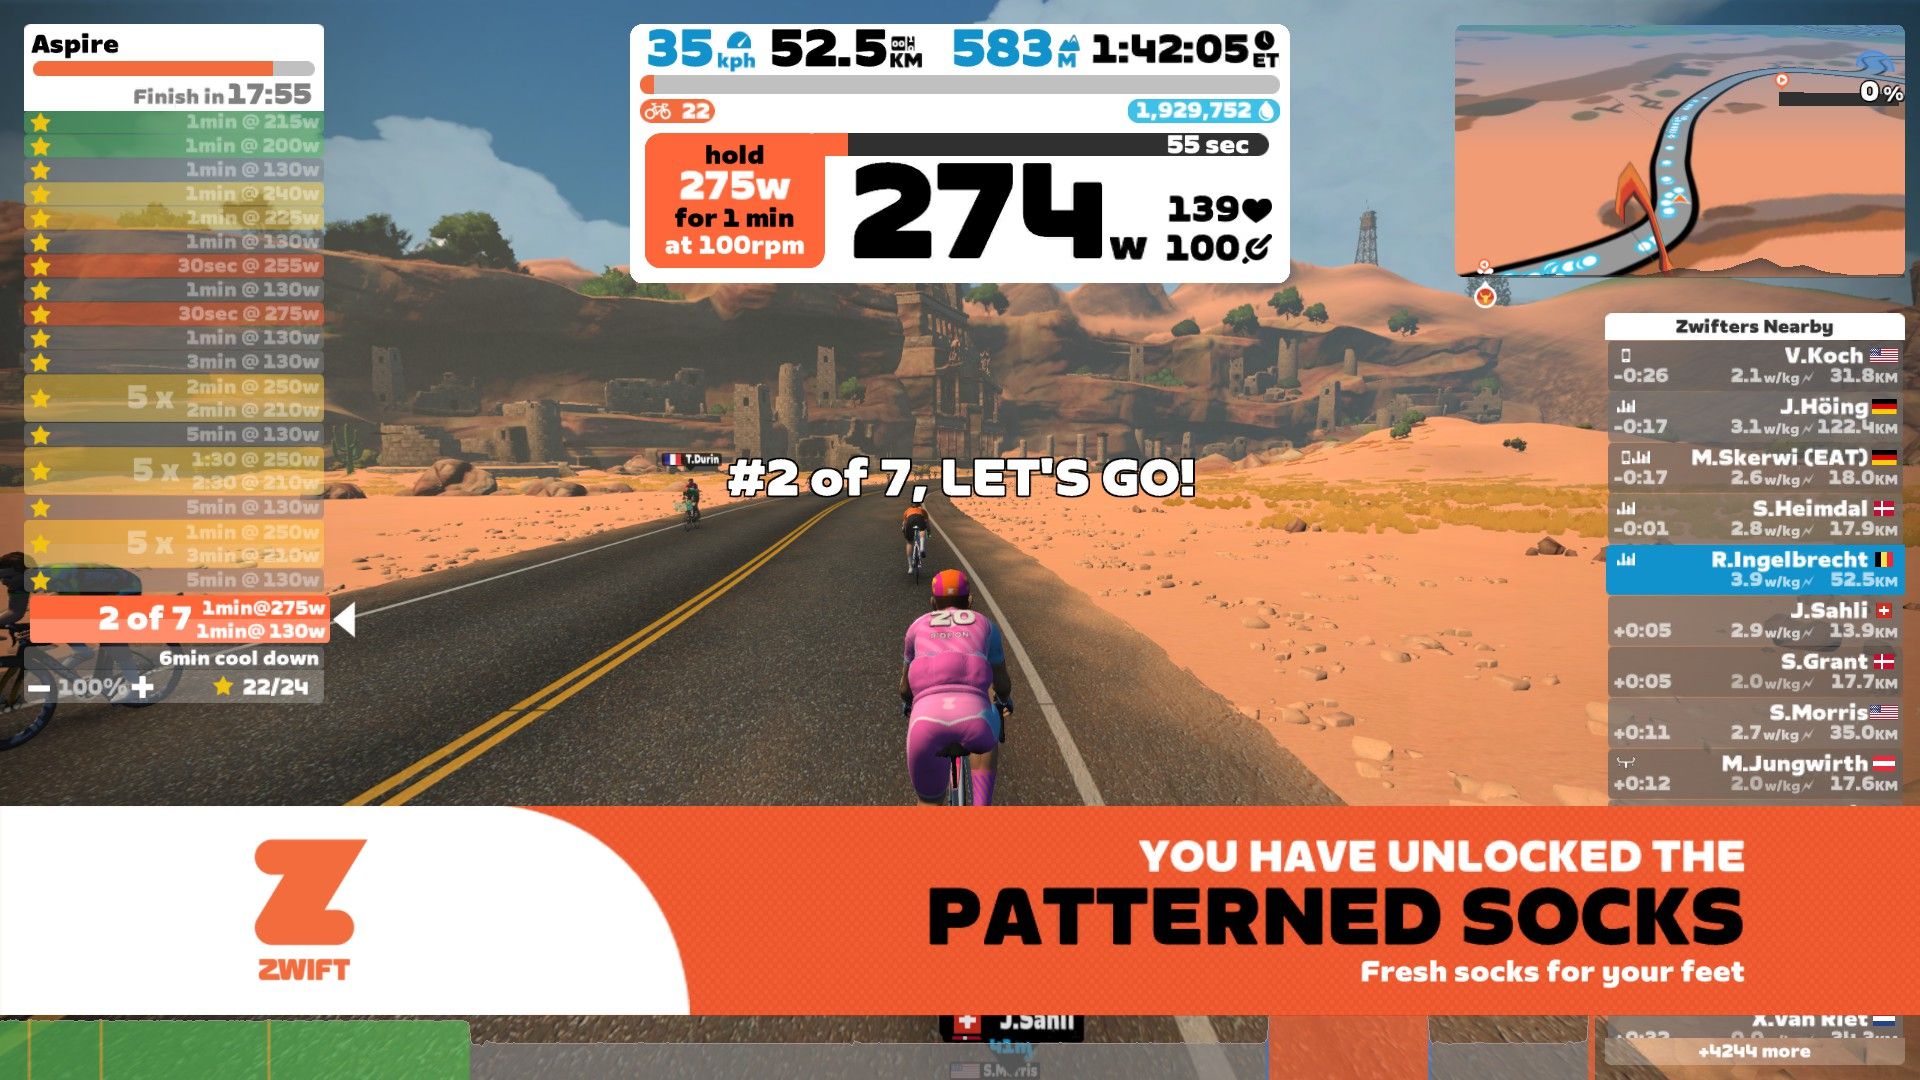 Aspire
Finish in 17:55
1min @ 215w
1min @ 200w
1min @ 130w
1min @ 240w
1min @ 225w
1min @ 130w
30sec @ 255w
1min @ 130w
30sec @ 275w
1min @ 130w
3min @ 130w
5 x 2min @ 250w
2min @ 210w
5min @ 130w
5 x 1:30 @ 250w
2:30 @ 210w
5min @ 130w
5 x 1min @ 250w
3min @ 210w
5min @ 130w
2 of 7 1min@275w
1min@ 130w
6min cool down
100% 22/24
35 kph 52.5 KM 583 M 1:42:05 ET
22 1,929,752
hold
275w
for 1 min
at 100rpm
55 sec
274 w
139
100
0 %
T.Durin
#2 of 7, LET'S GO!
20
RIDE ON
Zwifters Nearby
V.Koch
-0:26 2.1 w/kg 31.8KM
J.Höing
-0:17 3.1 w/kg 122.4KM
M.Skerwi (EAT)
-0:17 2.6 w/kg 18.0KM
S.Heimdal
-0:01 2.8 w/kg 17.9KM
R.Ingelbrecht
3.9 w/kg 52.5KM
J.Sahli
+0:05 2.9 w/kg 13.9KM
S.Grant
+0:05 2.0 w/kg 17.7KM
S.Morris
+0:11 2.7 w/kg 35.0KM
M.Jungwirth
+0:12 2.0 w/kg 17.6KM
ZWIFT
YOU HAVE UNLOCKED THE
PATTERNED SOCKS
Fresh socks for your feet
J.Sahli
41m
X.van Riet
+4244 more